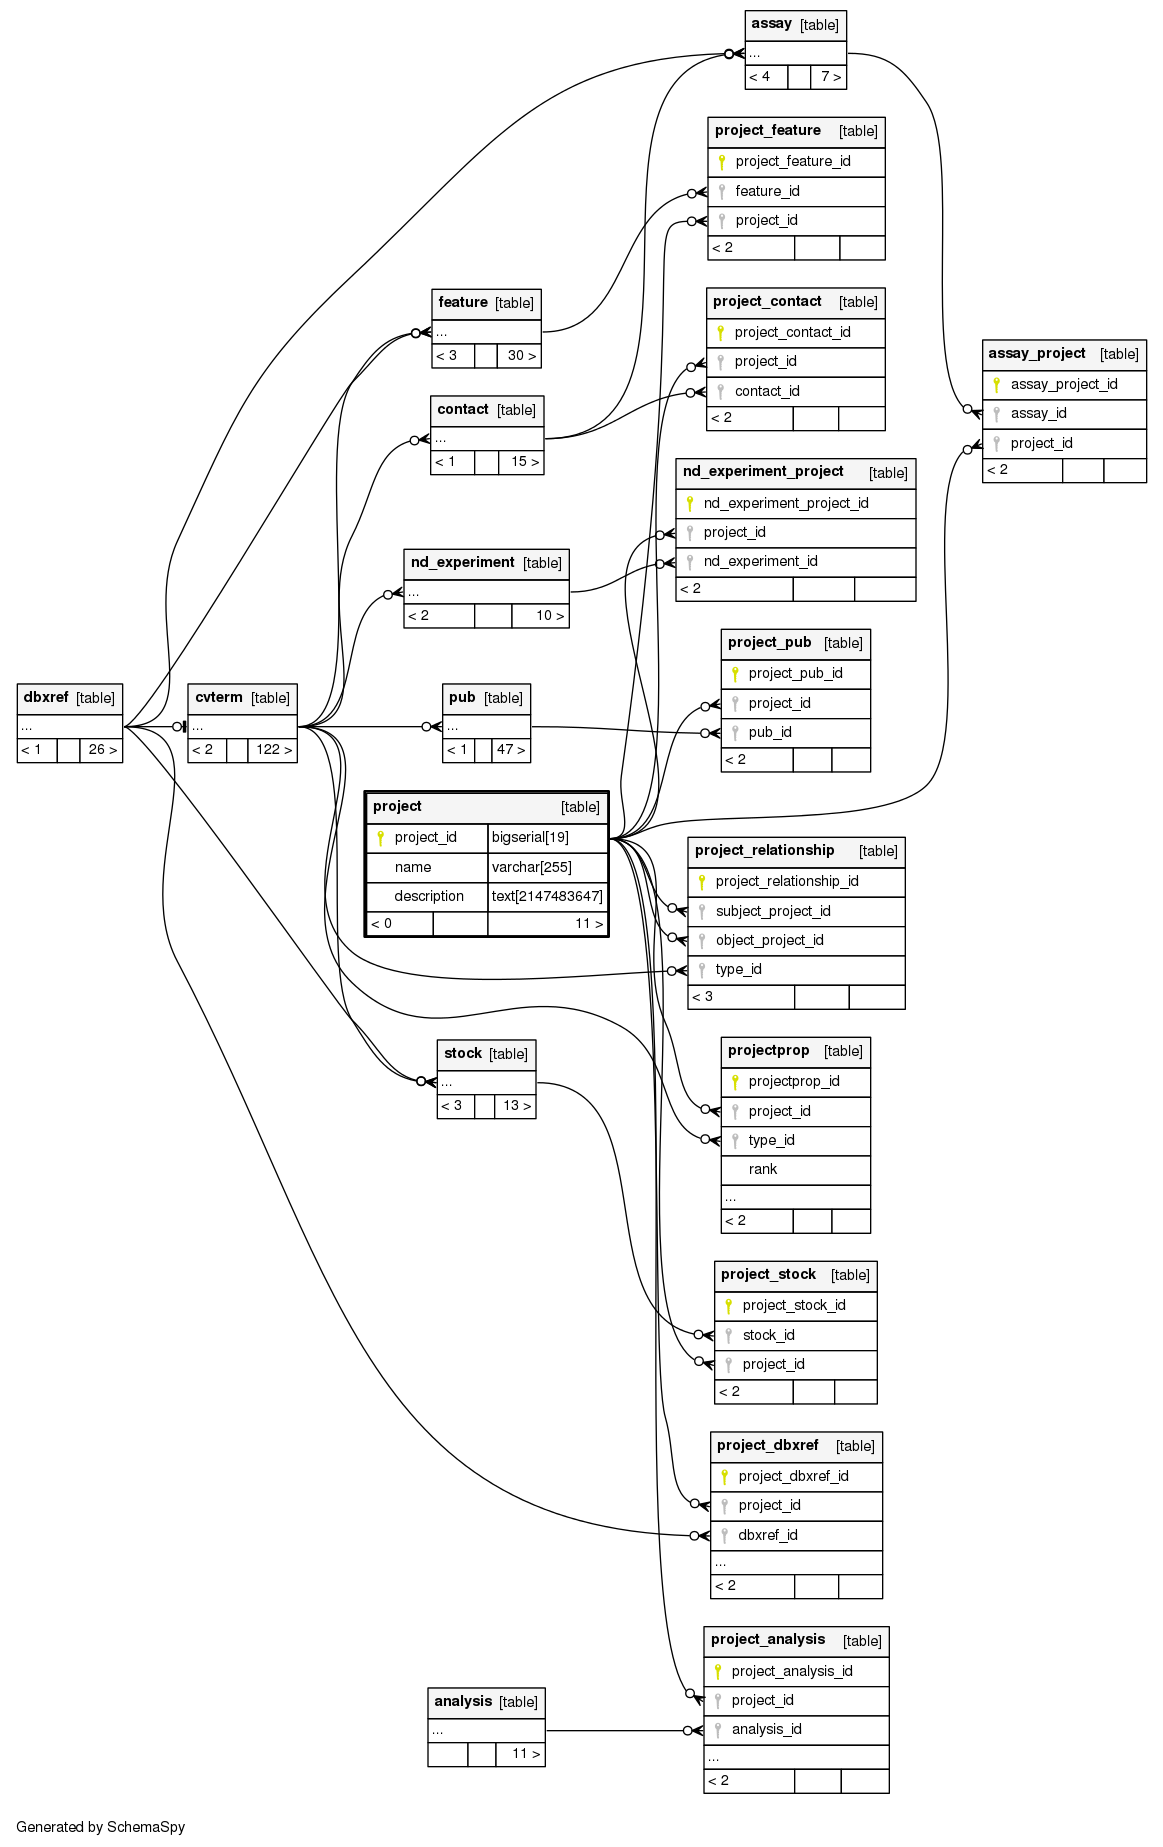 assay [table]
...
< 4 7 >
project_feature [table]
project_feature_id
feature_id
project_id
< 2
feature [table]
...
< 3 30 >
project_contact [table]
project_contact_id
project_id
contact_id
< 2
assay_project [table]
assay_project_id
assay_id
project_id
< 2
contact [table]
...
< 1 15 >
nd_experiment_project [table]
nd_experiment_project_id
project_id
nd_experiment_id
< 2
nd_experiment [table]
...
< 2 10 >
project_pub [table]
project_pub_id
project_id
pub_id
< 2
dbxref [table]
...
< 1 26 >
cvterm [table]
...
< 2 122 >
pub [table]
...
< 1 47 >
project [table]
project_id bigserial[19]
name varchar[255]
description text[2147483647]
< 0 11 >
project_relationship [table]
project_relationship_id
subject_project_id
object_project_id
type_id
< 3
stock [table]
...
< 3 13 >
projectprop [table]
projectprop_id
project_id
type_id
rank
...
< 2
project_stock [table]
project_stock_id
stock_id
project_id
< 2
project_dbxref [table]
project_dbxref_id
project_id
dbxref_id
...
< 2
project_analysis [table]
project_analysis_id
project_id
analysis_id
...
< 2
analysis [table]
...
11 >
Generated by SchemaSpy